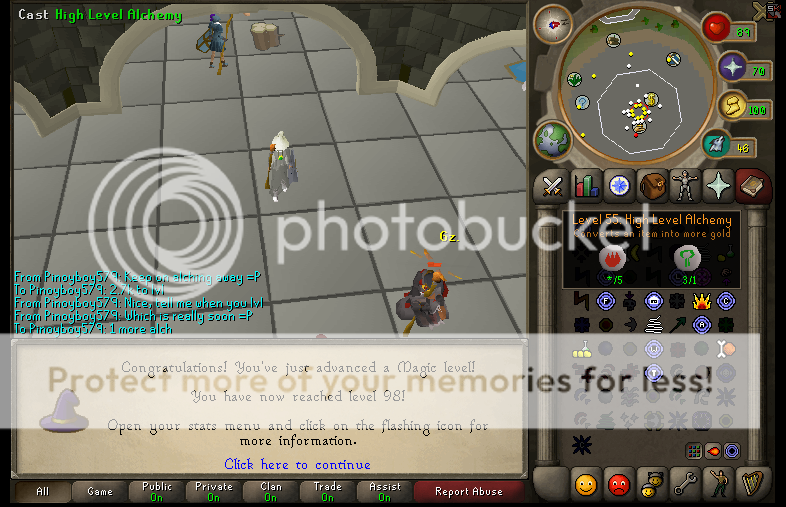 Cast High Level Alchemy
89
70
100
46
Level 55: High Level Alchemy
Converts an item into more gold
*/5
3/1
photobucket
Gz.
From Pinoyboy579: Keep on alching away =P
To Pinoyboy579: 2.7k to lvl
From Pinoyboy579: Nice, tell me when you lvl
From Pinoyboy579: Which is really soon =P
To Pinoyboy579: 1 more alch
Protect more of your memories for less!
Congratulations! You've just advanced a Magic level!
You have now reached level 98!
Open your stats menu and click on the flashing icon for
more information.
Click here to continue
All
Game
Public
On
Private
On
Clan
On
Trade
On
Assist
On
Report Abuse